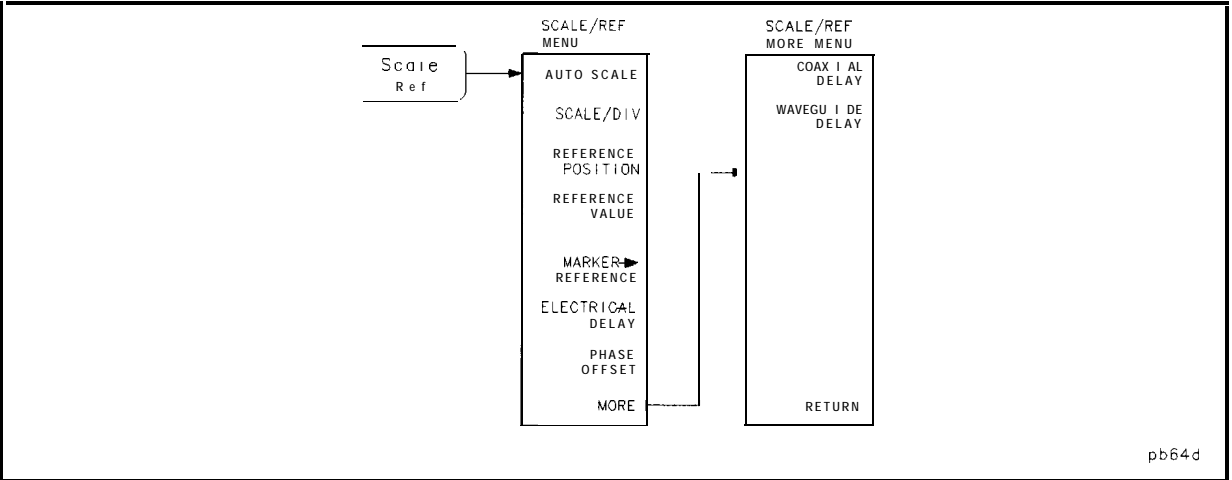 Scale
Ref
SCALE/REF
MENU
AUTO SCALE
SCALE/DIV
REFERENCE
POSITION
REFERENCE
VALUE
MARKER
REFERENCE
ELECTRICAL
DELAY
PHASE
OFFSET
MORE
SCALE/REF
MORE MENU
COAXIAL
DELAY
WAVEGUIDE
DELAY
RETURN
pb64d